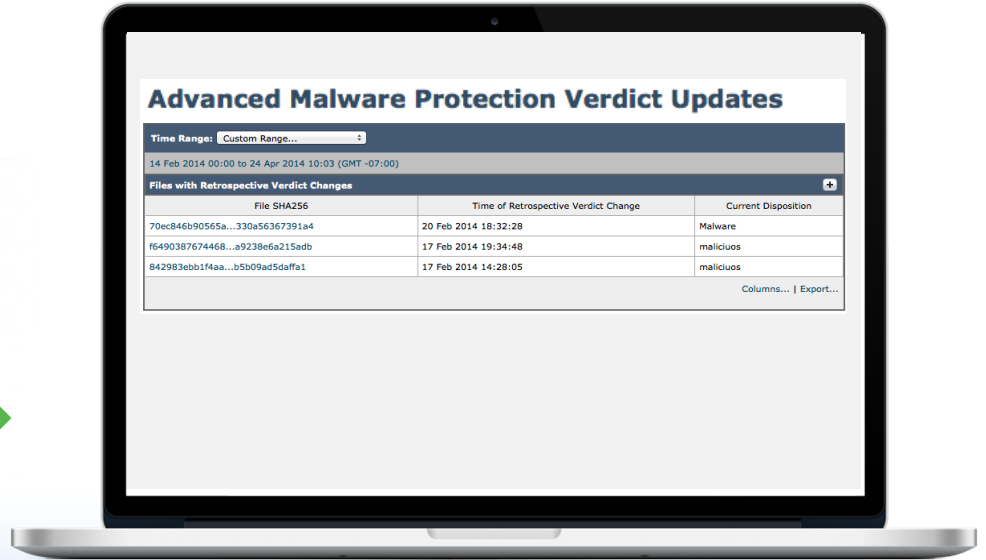 Advanced Malware Protection Verdict Updates
Time Range: Custom Range...
14 Feb 2014 00:00 to 24 Apr 2014 10:03 (GMT -07:00)
Files with Retrospective Verdict Changes +
File SHA256 Time of Retrospective Verdict Change Current Disposition
70ec846b90565a...330a56367391a4 20 Feb 2014 18:32:28 Malware
f6490387674468...a9238e6a215adb 17 Feb 2014 19:34:48 maliciuos
842983ebb1f4aa...b5b09ad5daffa1 17 Feb 2014 14:28:05 maliciuos
Columns... | Export...